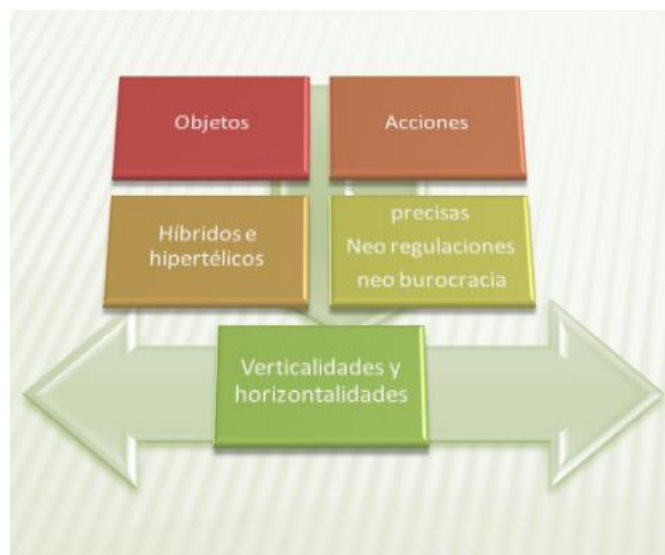 Objetos
Acciones
Híbridos e
hipertélicos
precisas
Neo regulaciones
neo burocracia
Verticalidades y
horizontalidades